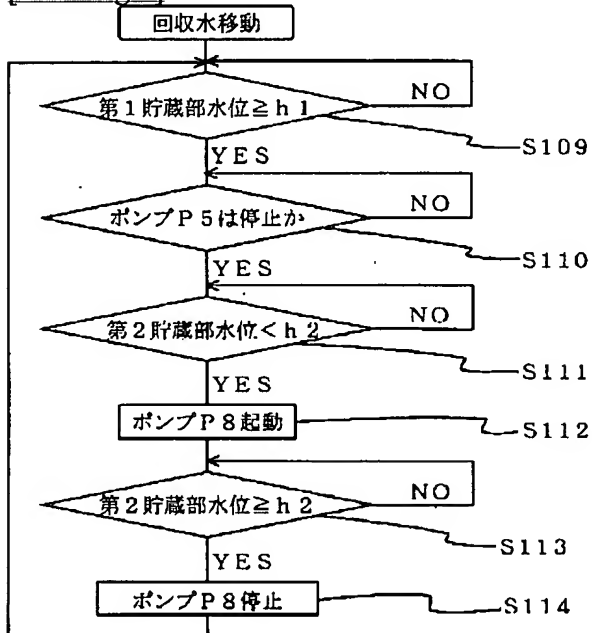 回収水移動
第1貯蔵部水位≧h1
NO
S109
YES
ポンプP5は停止か
NO
S110
YES
第2貯蔵部水位<h2
NO
S111
YES
ポンプP8起動
S112
第2貯蔵部水位≧h2
NO
S113
YES
ポンプP8停止
S114